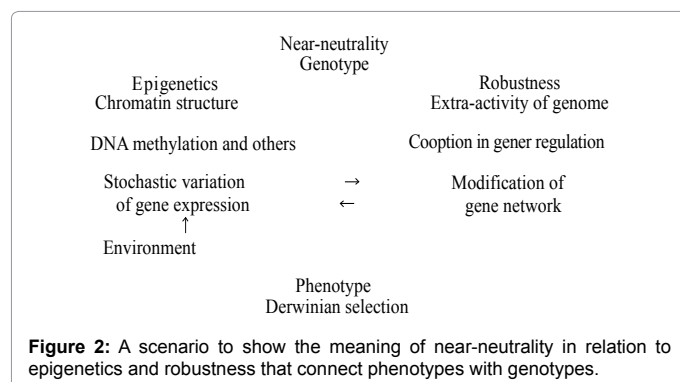 Near-neutrality
Genotype
Epigenetics
Chromatin structure
Robustness
Extra-activity of genome
DNA methylation and others
Cooption in gener regulation
Stochastic variation
of gene expression
→
←
Modification of
gene network
↑
Environment
Phenotype
Derwinian selection
Figure 2: A scenario to show the meaning of near-neutrality in relation to
epigenetics and robustness that connect phenotypes with genotypes.